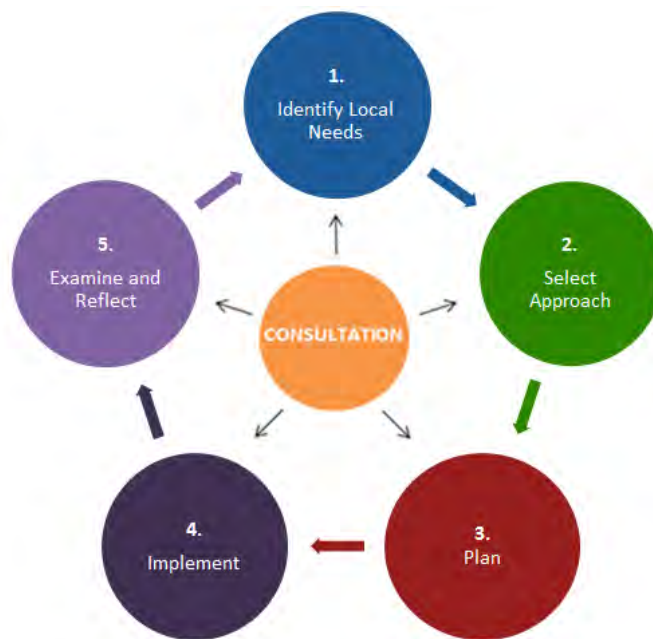 1.
Identify Local
Needs
2.
Select
Approach
3.
Plan
4.
Implement
5.
Examine and
Reflect
CONSULTATION